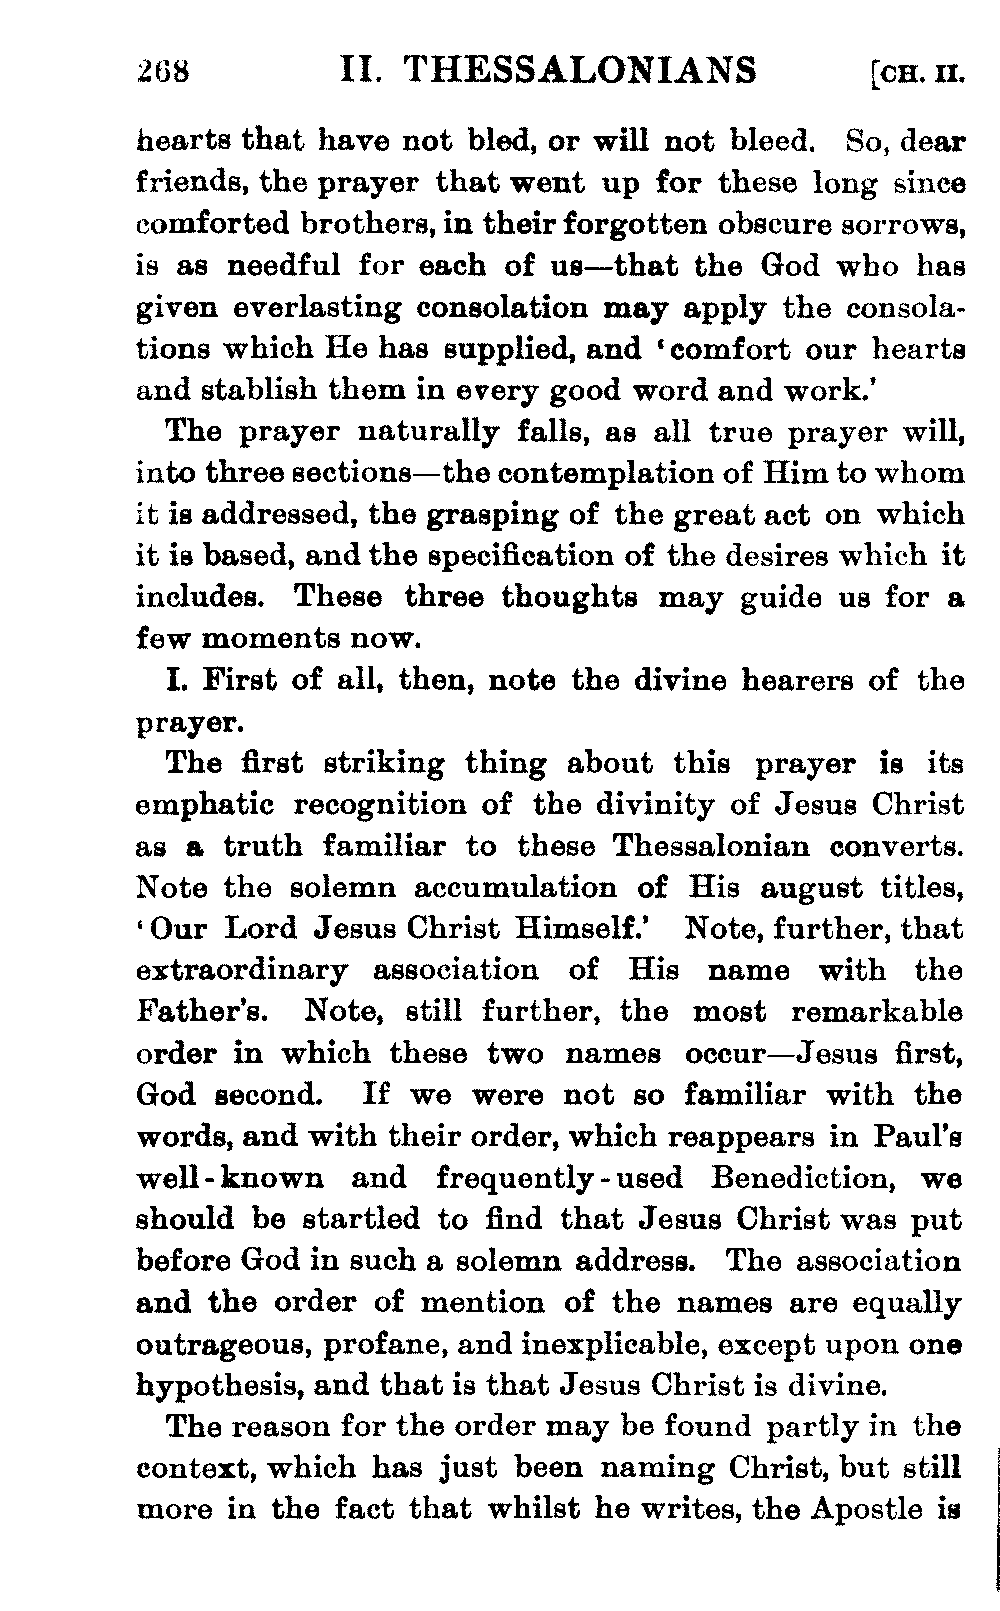 268 II. THESSALONIANS [CH. II.
hearts that have not bled, or will not bleed. So, dear
friends, the prayer that went up for these long since
comforted brothers, in their forgotten obscure sorrows,
is as needful for each of us—that the God who has
given everlasting consolation may apply the consola-
tions which He has supplied, and ‘comfort our hearts
and stablish them in every good word and work.’
The prayer naturally falls, as all true prayer will,
into three sections—the contemplation of Him to whom
it is addressed, the grasping of the great act on which
it is based, and the specification of the desires which it
includes. These three thoughts may guide us for a
few moments now.
I. First of all, then, note the divine hearers of the
prayer.
The first striking thing about this prayer is its
emphatic recognition of the divinity of Jesus Christ
as a truth familiar to these Thessalonian converts.
Note the solemn accumulation of His august titles,
‘Our Lord Jesus Christ Himself.’ Note, further, that
extraordinary association of His name with the
Father’s. Note, still further, the most remarkable
order in which these two names occur—Jesus first,
God second. If we were not so familiar with the
words, and with their order, which reappears in Paul’s
well-known and frequently-used Benediction, we
should be startled to find that Jesus Christ was put
before God in such a solemn address. The association
and the order of mention of the names are equally
outrageous, profane, and inexplicable, except upon one
hypothesis, and that is that Jesus Christ is divine.
The reason for the order may be found partly in the
context, which has just been naming Christ, but still
more in the fact that whilst he writes, the Apostle is